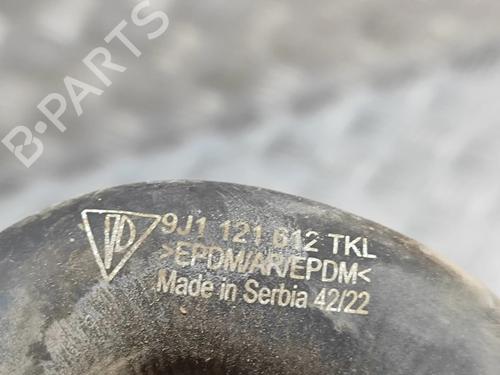 B-PARTS
9J1 121 612 TKL
>EPDM/AR/EPDM<
Made in Serbia 42/22